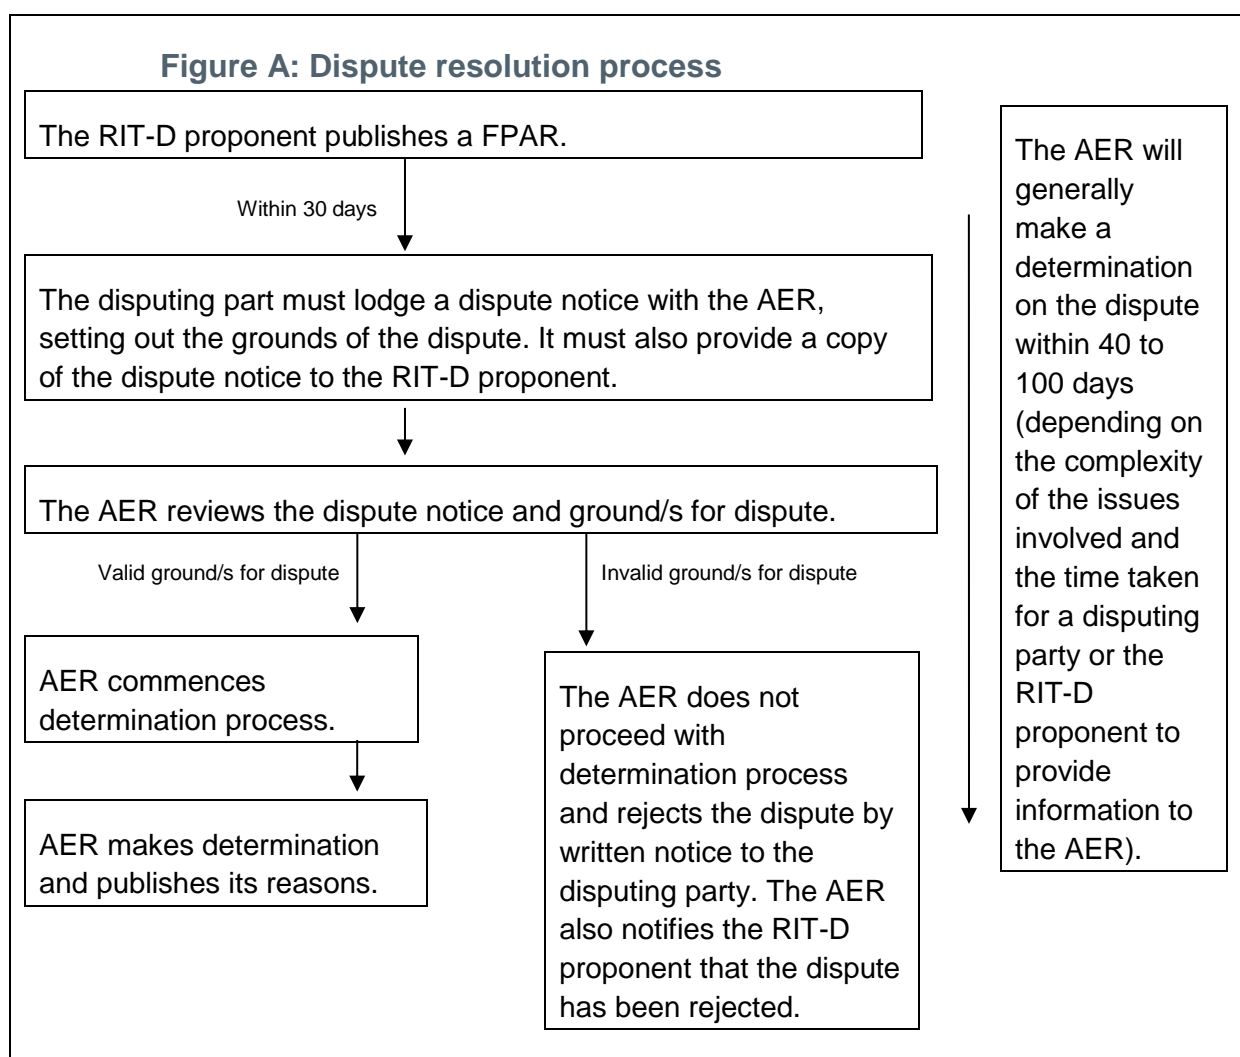 Figure A: Dispute resolution process
The RIT-D proponent publishes a FPAR.
Within 30 days
The disputing part must lodge a dispute notice with the AER,
setting out the grounds of the dispute. It must also provide a copy
of the dispute notice to the RIT-D proponent.
The AER reviews the dispute notice and ground/s for dispute.
Valid ground/s for dispute
Invalid ground/s for dispute
AER commences
determination process.
AER makes determination
and publishes its reasons.
The AER does not
proceed with
determination process
and rejects the dispute by
written notice to the
disputing party. The AER
also notifies the RIT-D
proponent that the dispute
has been rejected.
The AER will
generally
make a
determination
on the dispute
within 40 to
100 days
(depending on
the complexity
of the issues
involved and
the time taken
for a disputing
party or the
RIT-D
proponent to
provide
information to
the AER).